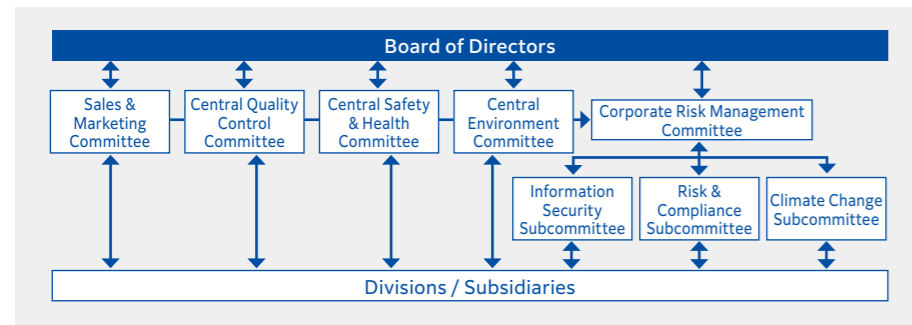 Board of Directors
Sales &
Marketing
Committee
Central Quality
Control
Committee
Central Safety
& Health
Committee
Central
Environment
Committee
Corporate Risk Management
Committee
Information
Security
Subcommittee
Risk &
Compliance
Subcommittee
Climate Change
Subcommittee
Divisions / Subsidiaries